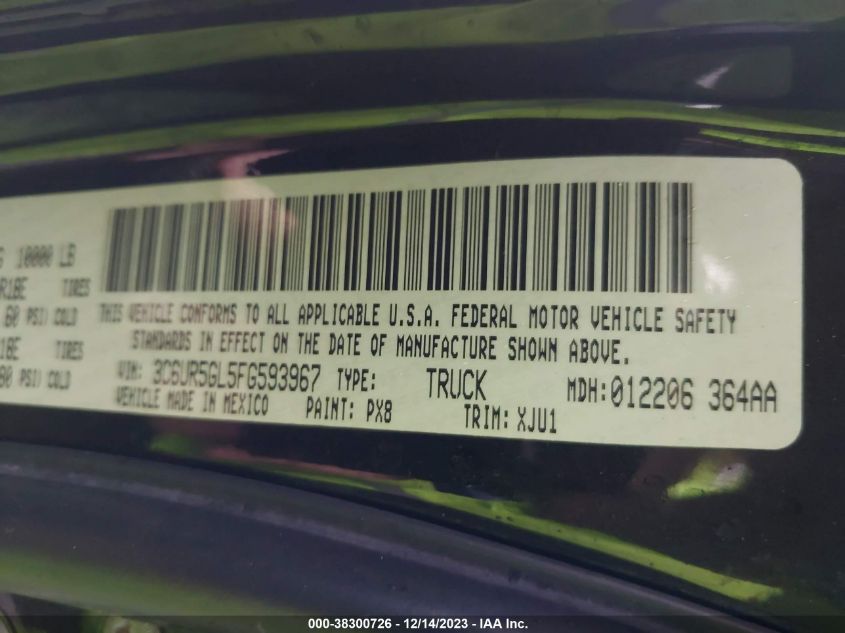 10000 LB
TIRES
60 PSI) COLD
TIRES
80 PSI) COLD
THIS VEHICLE CONFORMS TO ALL APPLICABLE U.S.A. FEDERAL MOTOR VEHICLE SAFETY
STANDARDS IN EFFECT ON THE DATE OF MANUFACTURE SHOWN ABOVE.
VIN: 3C6UR5GL5FG593967 TYPE: TRUCK MDH:012206 364AA
VEHICLE MADE IN MEXICO PAINT: PX8 TRIM: XJU1
000-38300726 - 12/14/2023 - IAA Inc.